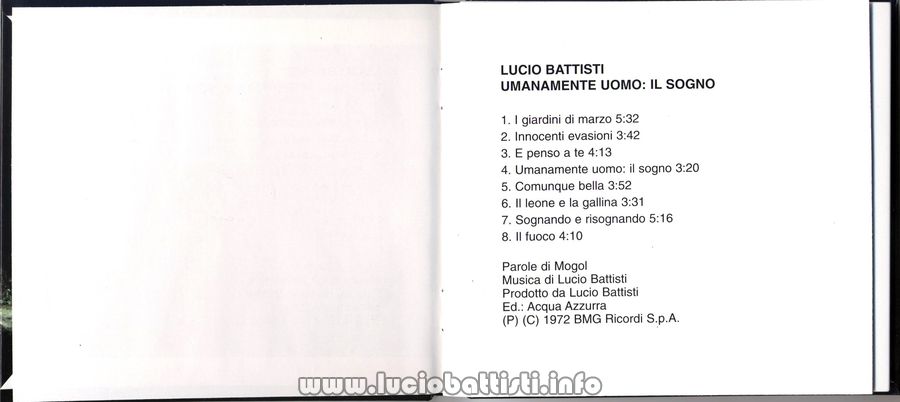 LUCIO BATTISTI
UMANAMENTE UOMO: IL SOGNO
1. I giardini di marzo 5:32
2. Innocenti evasioni 3:42
3. E penso a te 4:13
4. Umanamente uomo: il sogno 3:20
5. Comunque bella 3:52
6. Il leone e la gallina 3:31
7. Sognando e risognando 5:16
8. Il fuoco 4:10
Parole di Mogol
Musica di Lucio Battisti
Prodotto da Lucio Battisti
Ed.: Acqua Azzurra
(P) (C) 1972 BMG Ricordi S.p.A.
www.luciobattisti.info